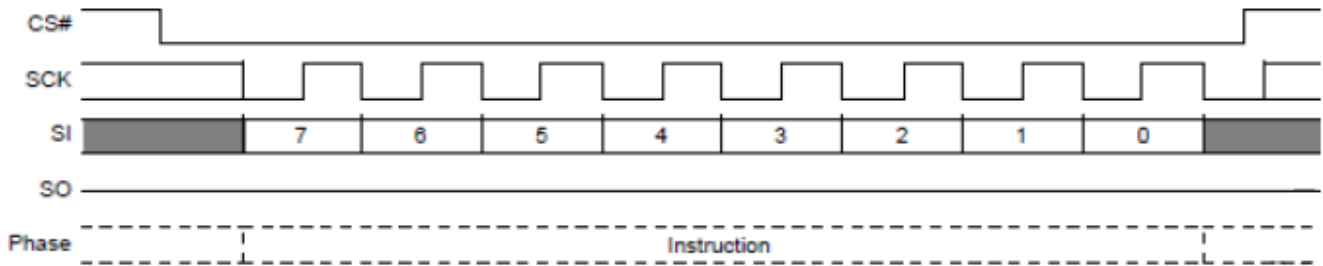 CS#
SCK
SI 7 6 5 4 3 2 1 0
SO
Phase Instruction